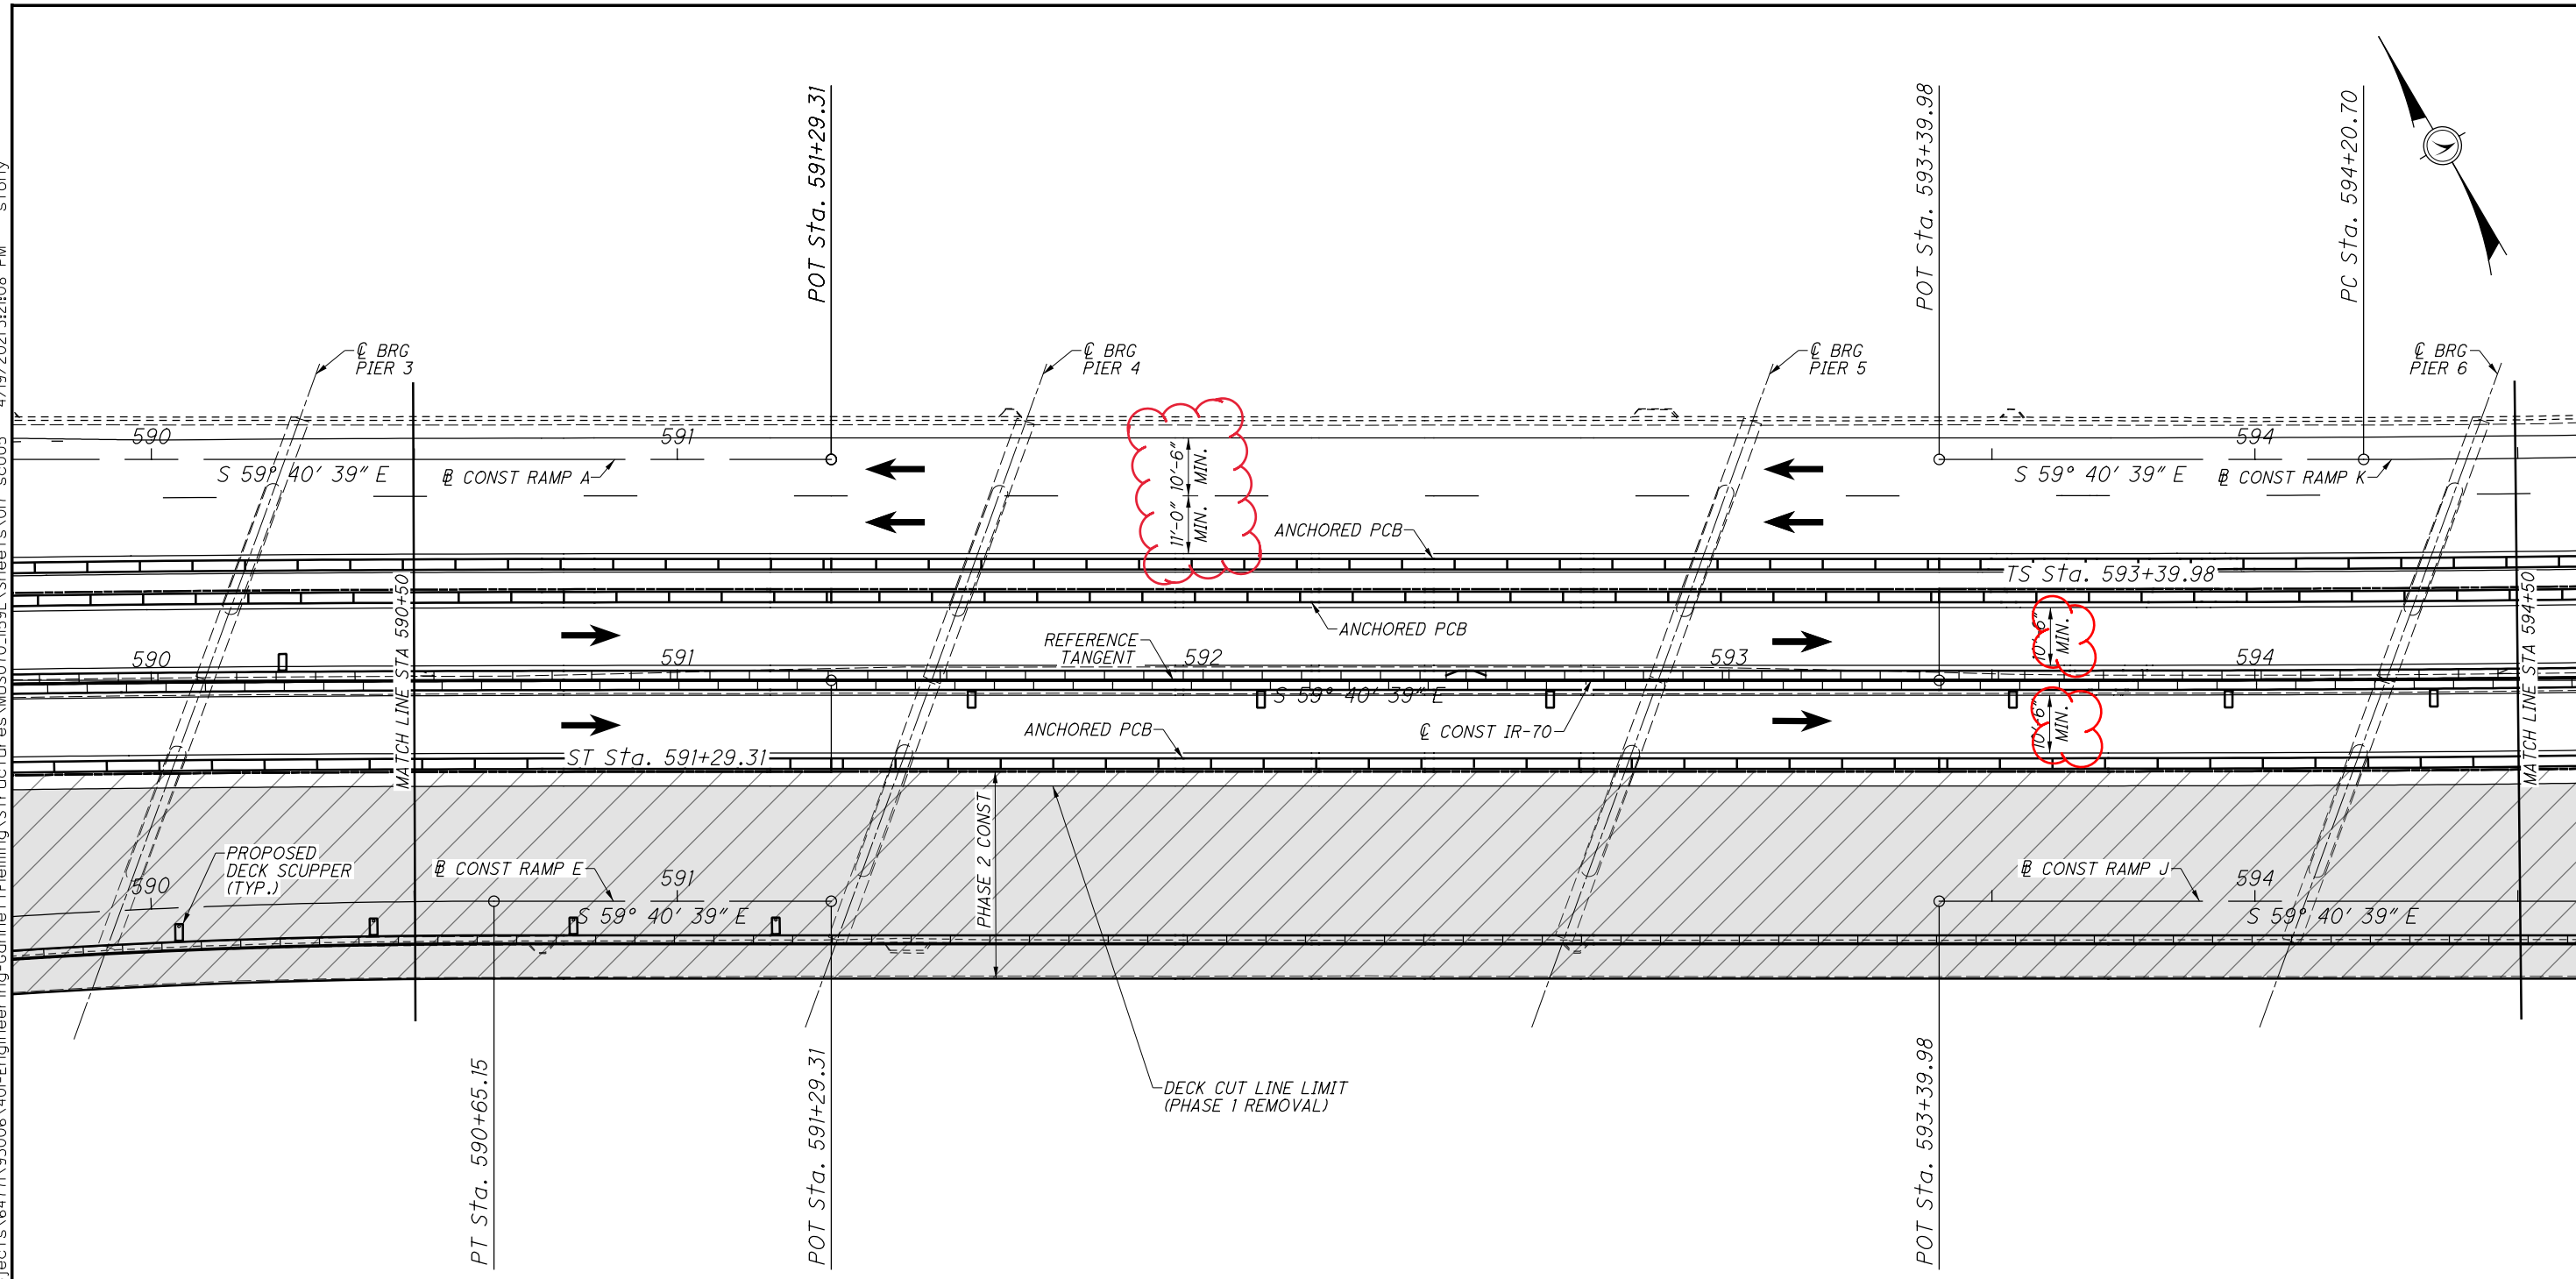 POT Sta. 591+29.31
POT Sta. 593+39.98
PC Sta. 594+20.70
℄ BRG
PIER 3
℄ BRG
PIER 4
℄ BRG
PIER 5
℄ BRG
PIER 6
590
591
594
S 59° 40' 39" E
℄ CONST RAMP A
10'-6"
MIN.
11'-0"
MIN.
S 59° 40' 39" E
℄ CONST RAMP K
ANCHORED PCB
TS Sta. 593+39.98
MATCH LINE STA 590+50
MATCH LINE STA 594+50
ANCHORED PCB
REFERENCE
TANGENT
10'-6"
MIN.
590
591
592
593
594
S 59° 40' 39" E
ANCHORED PCB
℄ CONST IR-70
10'-6"
MIN.
ST Sta. 591+29.31
PHASE 2 CONST
PROPOSED
DECK SCUPPER
(TYP.)
590
℄ CONST RAMP E
591
S 59° 40' 39" E
℄ CONST RAMP J
594
S 59° 40' 39" E
DECK CUT LINE LIMIT
(PHASE 1 REMOVAL)
PT Sta. 590+65.15
POT Sta. 591+29.31
POT Sta. 593+39.98